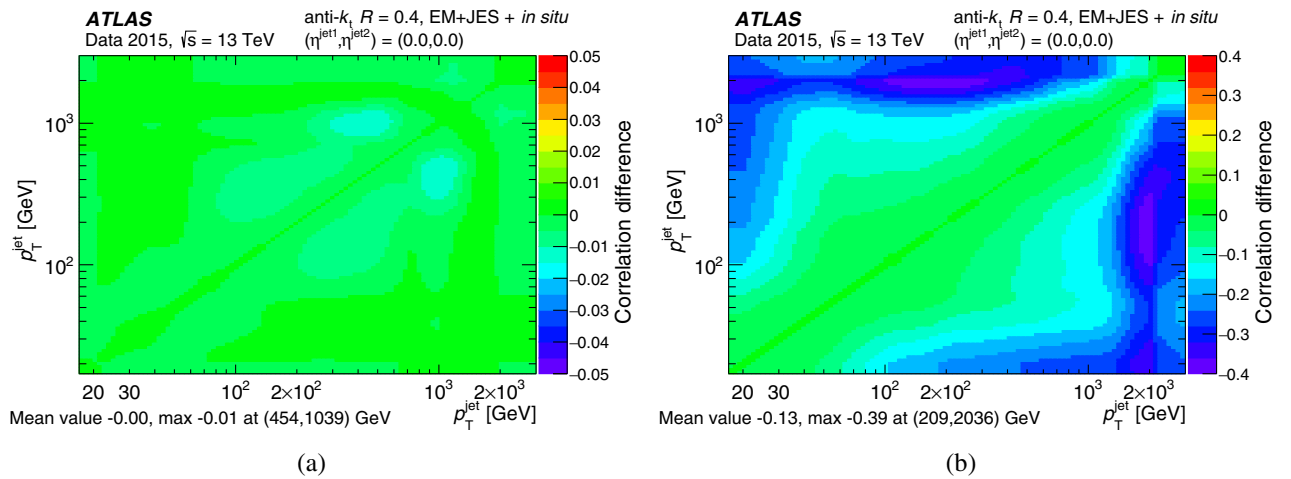 ATLAS
Data 2015, √s = 13 TeV
anti-kt R = 0.4, EM+JES + in situ
(ηjet1,ηjet2) = (0.0,0.0)
pTjet [GeV]
10³
10²
20 30 10² 2×10² 10³ 2×10³
pTjet [GeV]
0.05
0.04
0.03
0.02
0.01
0
−0.01
−0.02
−0.03
−0.04
−0.05
Correlation difference
Mean value -0.00, max -0.01 at (454,1039) GeV
(a)
ATLAS
Data 2015, √s = 13 TeV
anti-kt R = 0.4, EM+JES + in situ
(ηjet1,ηjet2) = (0.0,0.0)
pTjet [GeV]
10³
10²
20 30 10² 2×10² 10³ 2×10³
pTjet [GeV]
0.4
0.3
0.2
0.1
0
−0.1
−0.2
−0.3
−0.4
Correlation difference
Mean value -0.13, max -0.39 at (209,2036) GeV
(b)